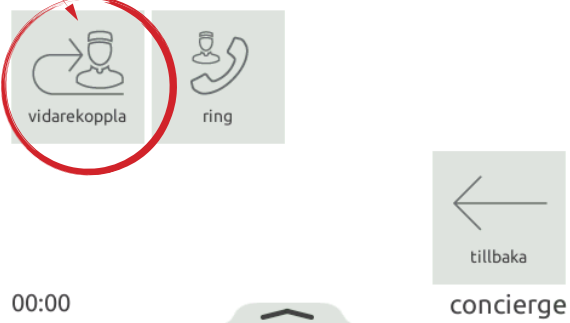 vidarekoppla
ring
tillbaka
00:00
concierge